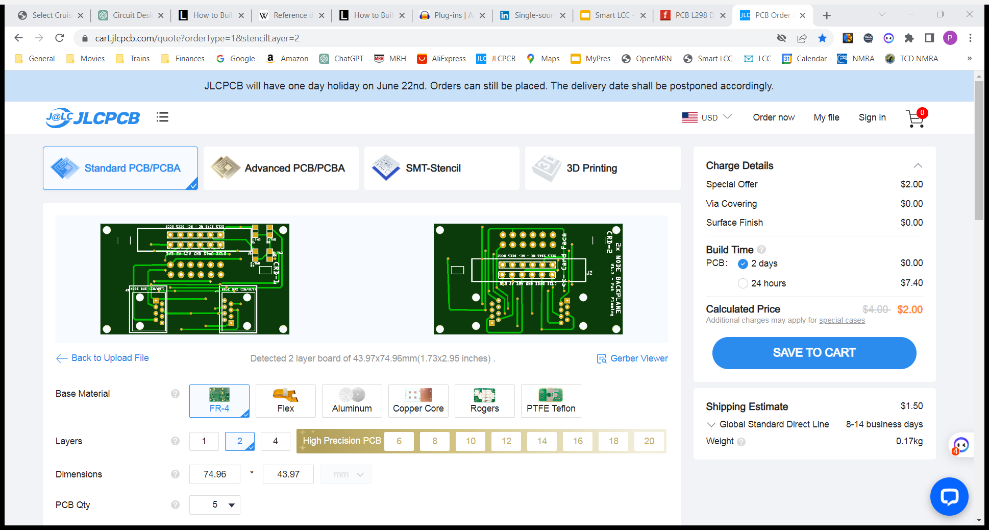 Select Cruis
Circuit Desi
How to Buil
Reference d
How to Buil
Plug-ins | A
Single-sour
Smart LCC -
PCB L298 D
PCB Order
cart.jlcpcb.com/quote?orderType=1&stencilLayer=2
General Movies Trains Finances Google Amazon ChatGPT MRH AliExpress JLCPCB Maps MyPres OpenMRN Smart LCC LCC Calendar NMRA TCD NMRA »
JLCPCB will have one day holiday on June 22nd. Orders can still be placed. The delivery date shall be postponed accordingly.
J@LC JLCPCB
USD
Order now
My file
Sign in
0
Standard PCB/PCBA
Advanced PCB/PCBA
SMT-Stencil
3D Printing
CRD-2
2x NODE BACKPLANE
Back to Upload File
Detected 2 layer board of 43.97x74.96mm(1.73x2.95 inches) .
Gerber Viewer
Base Material
FR-4
Flex
Aluminum
Copper Core
Rogers
PTFE Teflon
Layers
1 2 4
High Precision PCB 6 8 10 12 14 16 18 20
Dimensions
74.96 * 43.97 mm
PCB Qty
5
Charge Details
Special Offer $2.00
Via Covering $0.00
Surface Finish $0.00
Build Time
PCB: 2 days $0.00
24 hours $7.40
Calculated Price $4.00 $2.00
Additional charges may apply for special cases
SAVE TO CART
Shipping Estimate $1.50
Global Standard Direct Line 8-14 business days
Weight 0.17kg
4